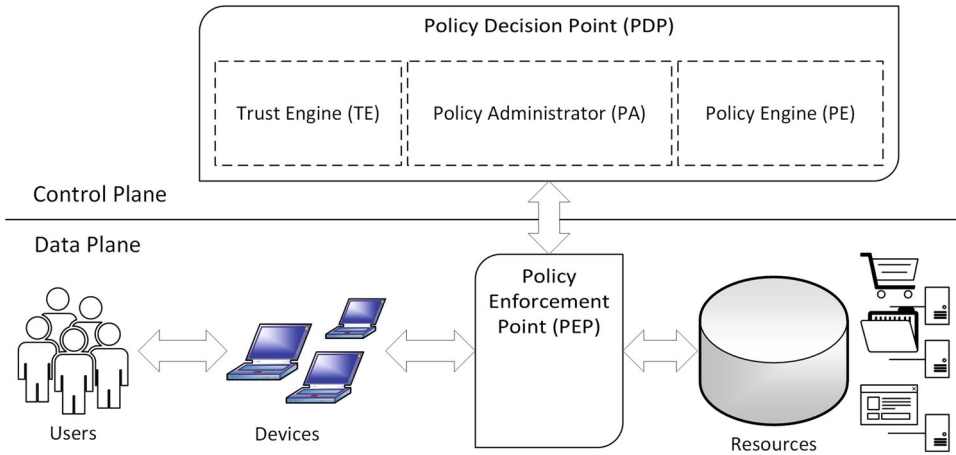 Policy Decision Point (PDP)
Trust Engine (TE)
Policy Administrator (PA)
Policy Engine (PE)
Control Plane
Data Plane
Policy
Enforcement
Point (PEP)
Users
Devices
Resources